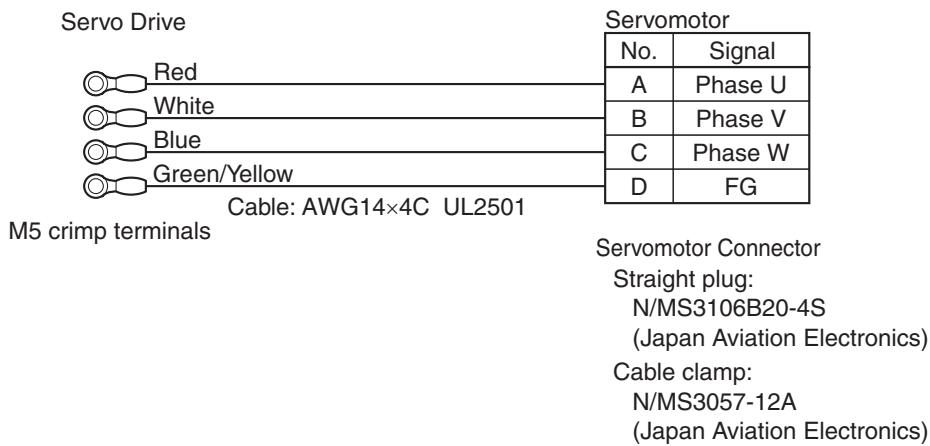 Servo Drive
Servomotor
No. Signal
Red
A Phase U
White
B Phase V
Blue
C Phase W
Green/Yellow
D FG
Cable: AWG14×4C UL2501
M5 crimp terminals
Servomotor Connector
Straight plug:
N/MS3106B20-4S
(Japan Aviation Electronics)
Cable clamp:
N/MS3057-12A
(Japan Aviation Electronics)